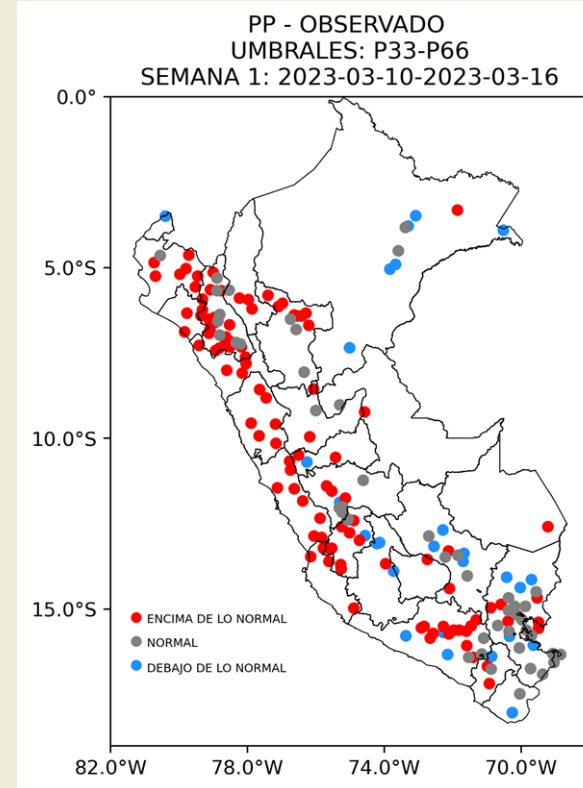 PP - OBSERVADO
UMBRALES: P33-P66
SEMANA 1: 2023-03-10-2023-03-16
0.0°
5.0°S
10.0°S
15.0°S
ENCIMA DE LO NORMAL
NORMAL
DEBAJO DE LO NORMAL
82.0°W 78.0°W 74.0°W 70.0°W